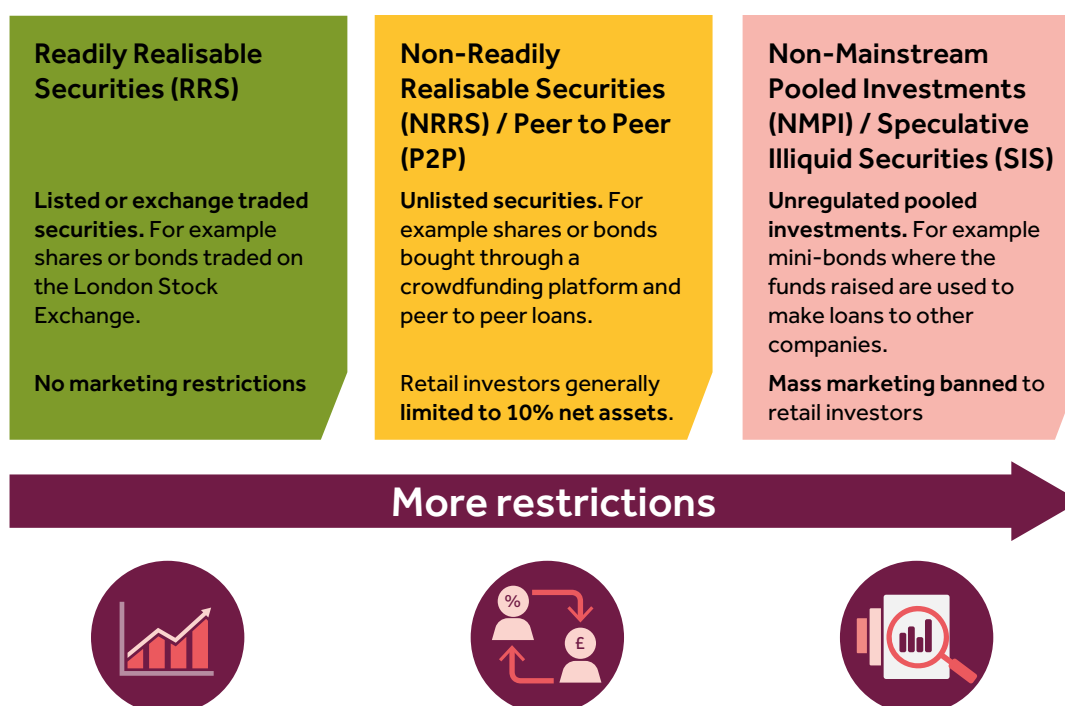 Readily Realisable
Securities (RRS)
Listed or exchange traded
securities. For example
shares or bonds traded on
the London Stock
Exchange.
No marketing restrictions
Non-Readily
Realisable Securities
(NRRS) / Peer to Peer
(P2P)
Unlisted securities. For
example shares or bonds
bought through a
crowdfunding platform and
peer to peer loans.
Retail investors generally
limited to 10% net assets.
Non-Mainstream
Pooled Investments
(NMPI) / Speculative
Illiquid Securities (SIS)
Unregulated pooled
investments. For example
mini-bonds where the
funds raised are used to
make loans to other
companies.
Mass marketing banned to
retail investors
More restrictions
%
£